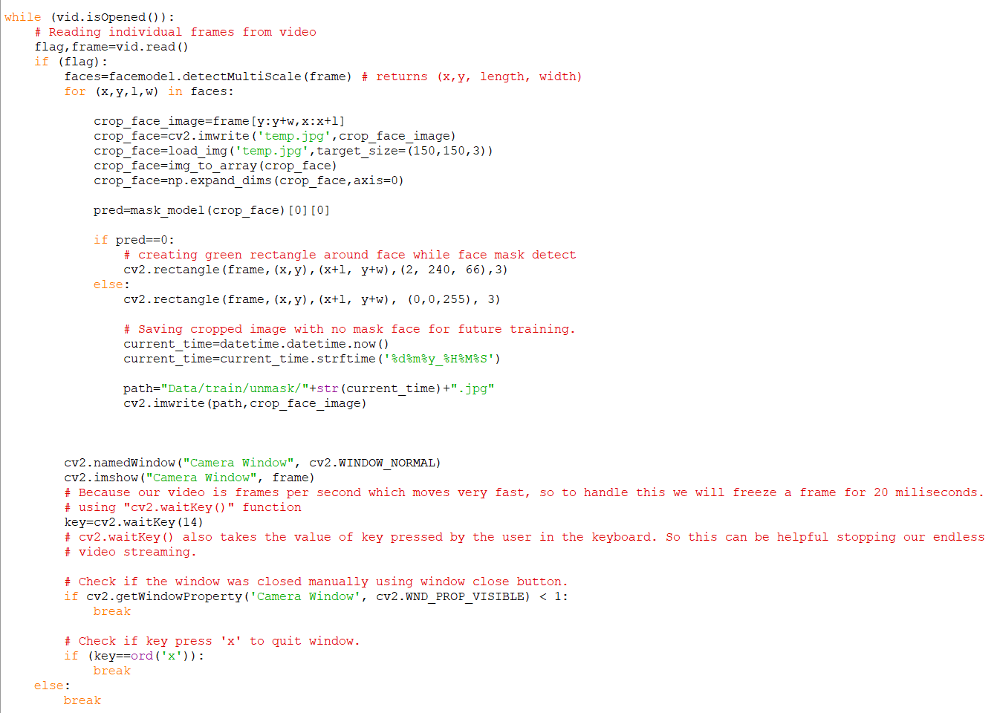 while (vid.isOpened()):
    # Reading individual frames from video
    flag,frame=vid.read()
    if (flag):
        faces=facemodel.detectMultiScale(frame) # returns (x,y, length, width)
        for (x,y,l,w) in faces:

            crop_face_image=frame[y:y+w,x:x+l]
            crop_face=cv2.imwrite('temp.jpg',crop_face_image)
            crop_face=load_img('temp.jpg',target_size=(150,150,3))
            crop_face=img_to_array(crop_face)
            crop_face=np.expand_dims(crop_face,axis=0)

            pred=mask_model(crop_face)[0][0]

            if pred==0:
                # creating green rectangle around face while face mask detect
                cv2.rectangle(frame,(x,y),(x+l, y+w),(2, 240, 66),3)
            else:
                cv2.rectangle(frame,(x,y),(x+l, y+w), (0,0,255), 3)

                # Saving cropped image with no mask face for future training.
                current_time=datetime.datetime.now()
                current_time=current_time.strftime('%d%m%y_%H%M%S')

                path="Data/train/unmask/"+str(current_time)+".jpg"
                cv2.imwrite(path,crop_face_image)

        cv2.namedWindow("Camera Window", cv2.WINDOW_NORMAL)
        cv2.imshow("Camera Window", frame)
        # Because our video is frames per second which moves very fast, so to handle this we will freeze a frame for 20 miliseconds.
        # using "cv2.waitKey()" function
        key=cv2.waitKey(14)
        # cv2.waitKey() also takes the value of key pressed by the user in the keyboard. So this can be helpful stopping our endless
        # video streaming.

        # Check if the window was closed manually using window close button.
        if cv2.getWindowProperty('Camera Window', cv2.WND_PROP_VISIBLE) < 1:
            break

        # Check if key press 'x' to quit window.
        if (key==ord('x')):
            break
    else:
        break